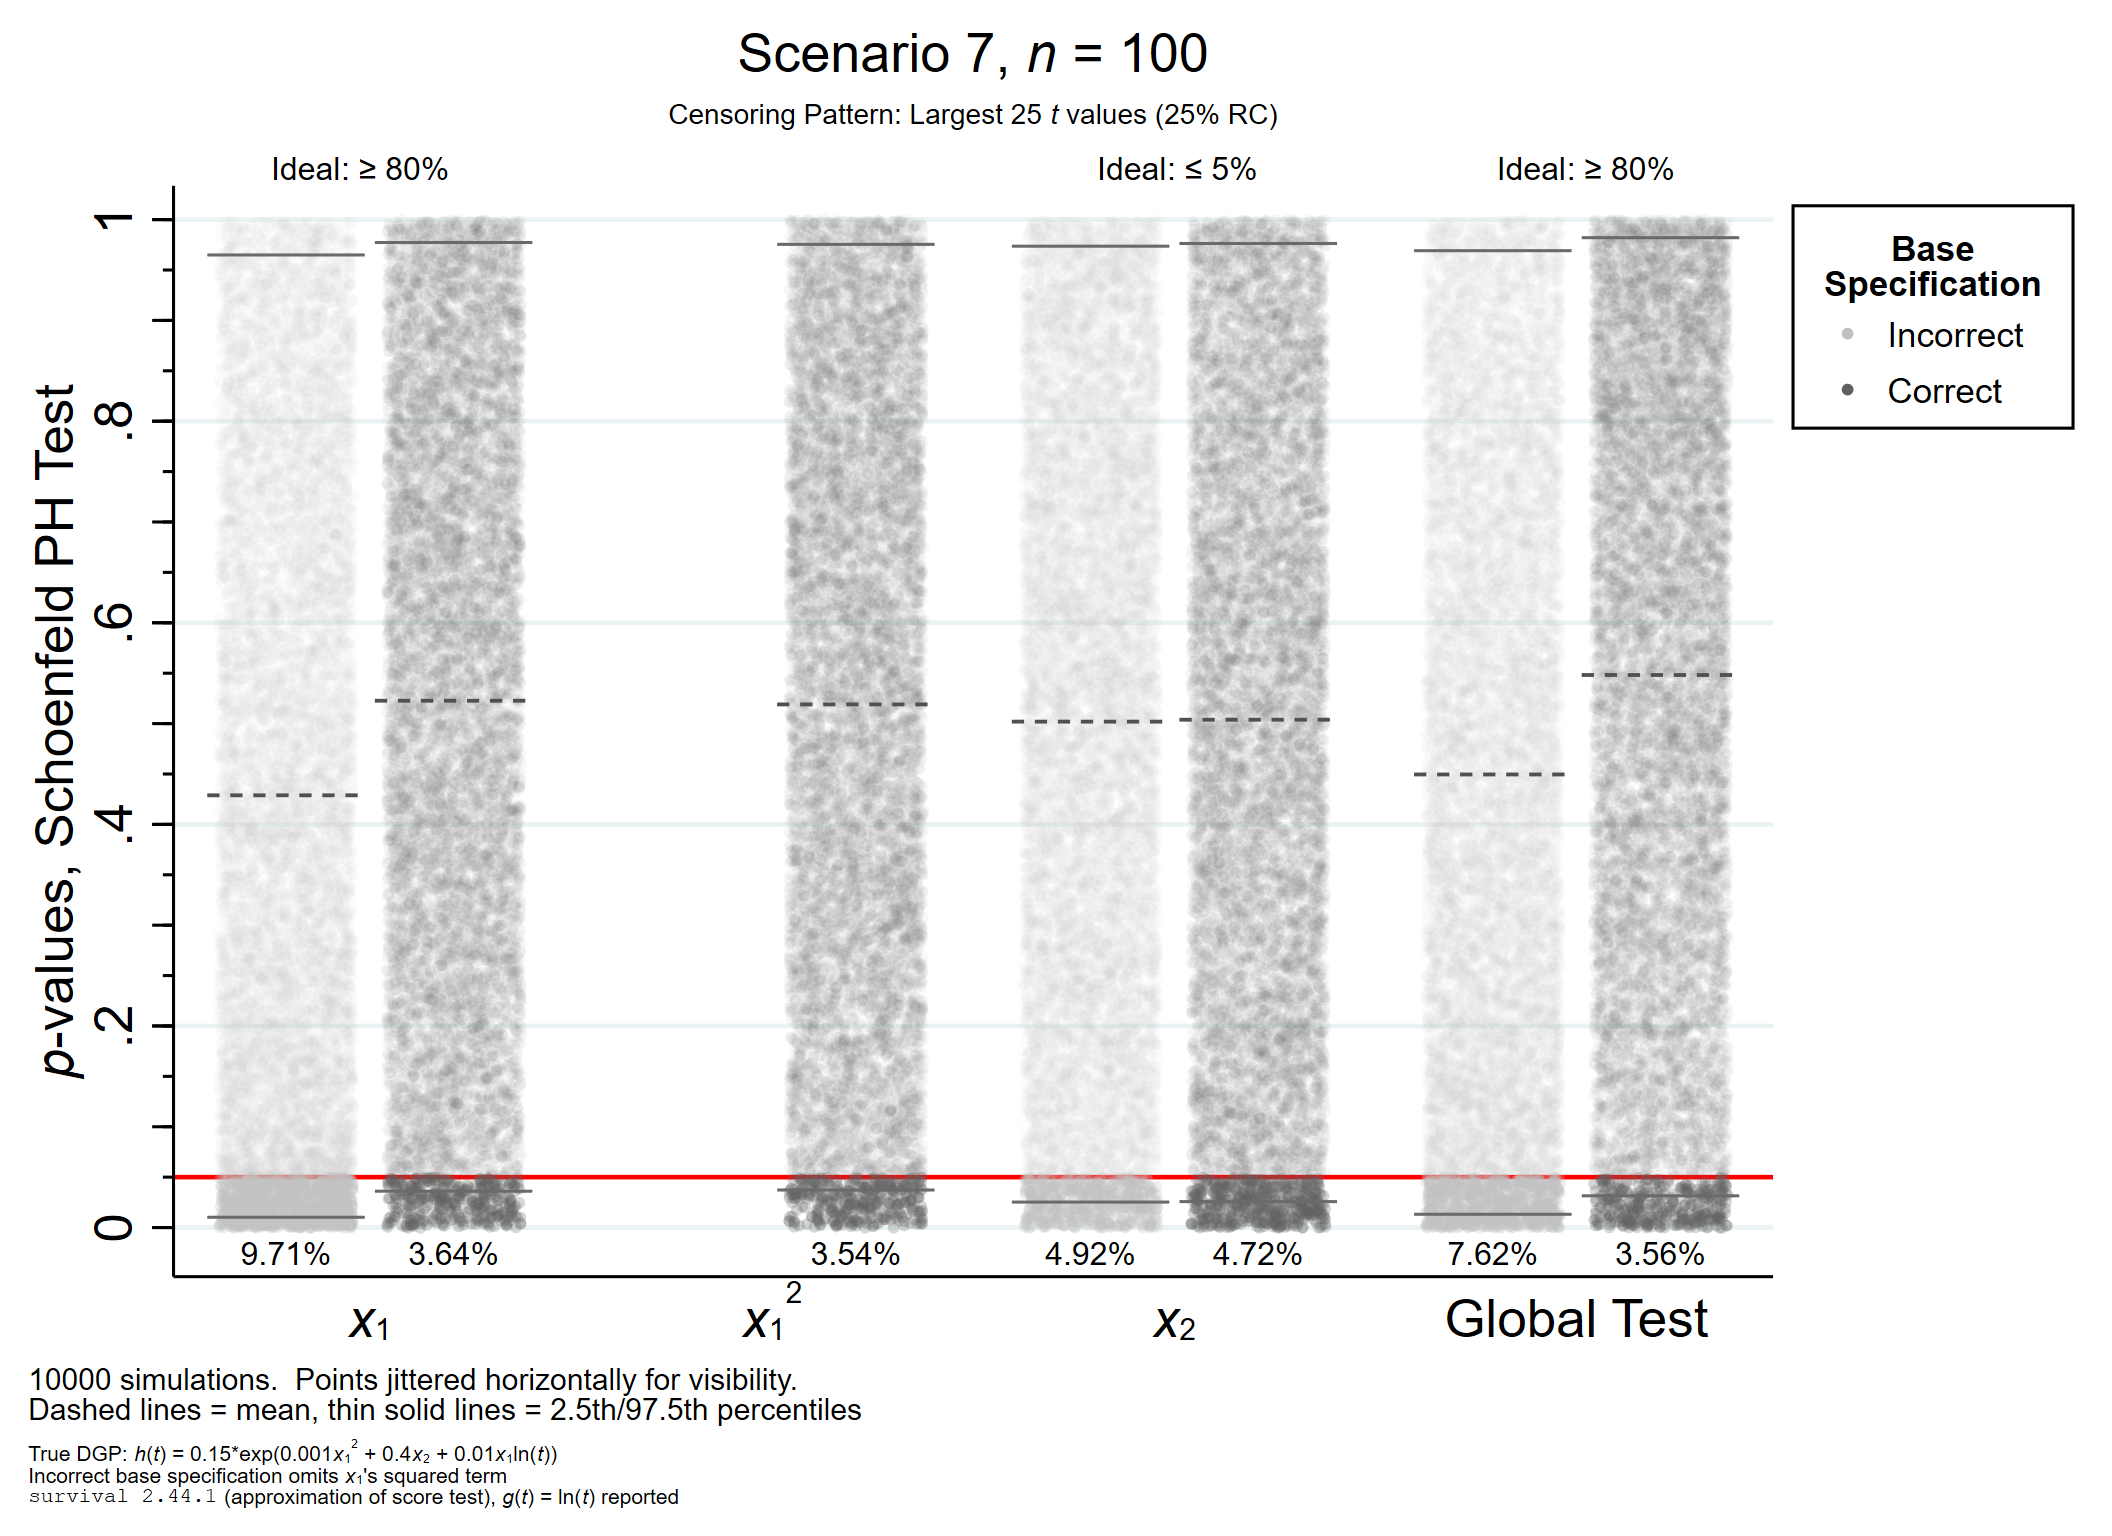 Scenario 7, n = 100
Censoring Pattern: Largest 25 t values (25% RC)
Ideal: ≥ 80%
Ideal: ≤ 5%
Ideal: ≥ 80%
p-values, Schoenfeld PH Test
1
.8
.6
.4
.2
0
Base
Specification
Incorrect
Correct
9.71%
3.64%
3.54%
4.92%
4.72%
7.62%
3.56%
x₁
x₁²
x₂
Global Test
10000 simulations.  Points jittered horizontally for visibility.
Dashed lines = mean, thin solid lines = 2.5th/97.5th percentiles
True DGP: h(t) = 0.15*exp(0.001x₁² + 0.4x₂ + 0.01x₁ln(t))
Incorrect base specification omits x₁'s squared term
survival 2.44.1 (approximation of score test), g(t) = ln(t) reported